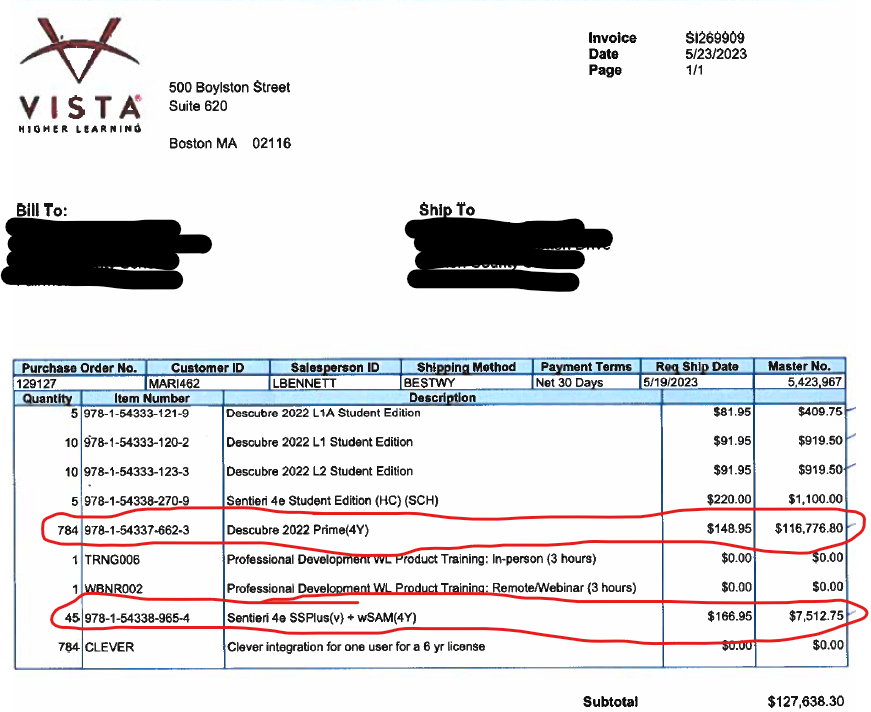 Invoice SI269909
Date 5/23/2023
Page 1/1
500 Boylston Street
Suite 620
Boston MA 02116
VISTA®
HIGHER LEARNING
Bill To:
Ship To
Purchase Order No. Customer ID Salesperson ID Shipping Method Payment Terms Req Ship Date Master No.
129127 MARI462 LBENNETT BESTWY Net 30 Days 5/19/2023 5,423,967
Quantity Item Number Description
5 978-1-54333-121-9 Descubre 2022 L1A Student Edition $81.95 $409.75
10 978-1-54333-120-2 Descubre 2022 L1 Student Edition $91.95 $919.50
10 978-1-54333-123-3 Descubre 2022 L2 Student Edition $91.95 $919.50
5 978-1-54338-270-9 Sentieri 4e Student Edition (HC) (SCH) $220.00 $1,100.00
784 978-1-54337-662-3 Descubre 2022 Prime(4Y) $148.95 $116,776.80
1 TRNG006 Professional Development WL Product Training: In-person (3 hours) $0.00 $0.00
1 WBNR002 Professional Development WL Product Training: Remote/Webinar (3 hours) $0.00 $0.00
45 978-1-54338-965-4 Sentieri 4e SSPlus(v) + wSAM(4Y) $166.95 $7,512.75
784 CLEVER Clever integration for one user for a 6 yr license $0.00 $0.00
Subtotal $127,638.30